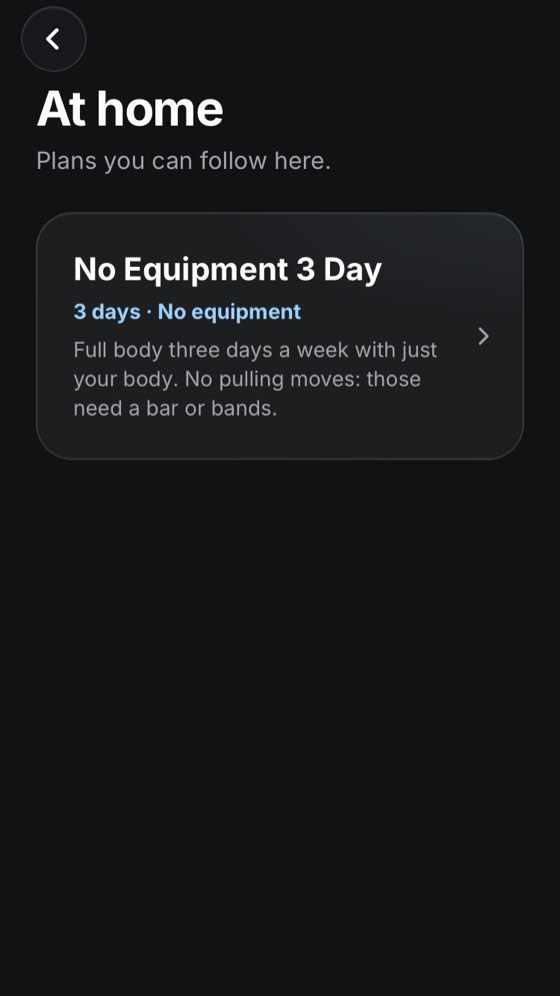 At home
Plans you can follow here.
No Equipment 3 Day
3 days · No equipment
Full body three days a week with just
your body. No pulling moves: those
need a bar or bands.